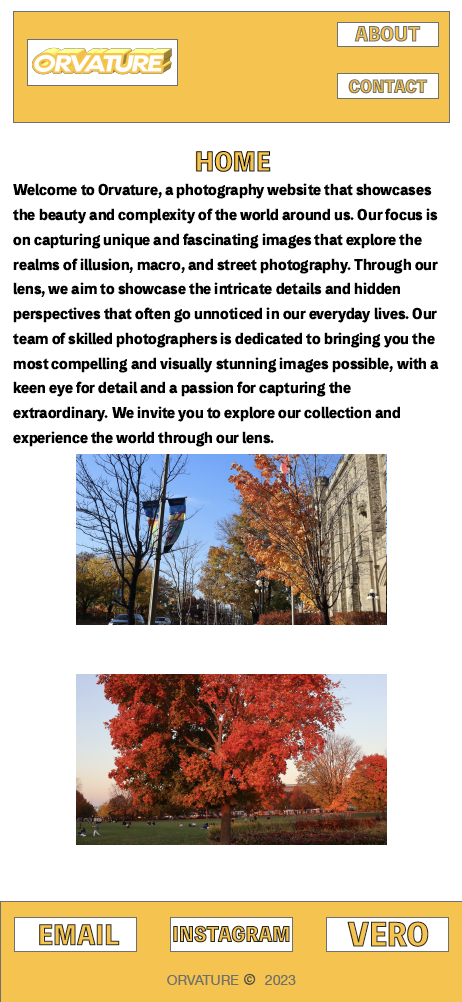 ORVATURE
ABOUT
CONTACT
HOME
Welcome to Orvature, a photography website that showcases
the beauty and complexity of the world around us. Our focus is
on capturing unique and fascinating images that explore the
realms of illusion, macro, and street photography. Through our
lens, we aim to showcase the intricate details and hidden
perspectives that often go unnoticed in our everyday lives. Our
team of skilled photographers is dedicated to bringing you the
most compelling and visually stunning images possible, with a
keen eye for detail and a passion for capturing the
extraordinary. We invite you to explore our collection and
experience the world through our lens.
EMAIL INSTAGRAM VERO
ORVATURE © 2023